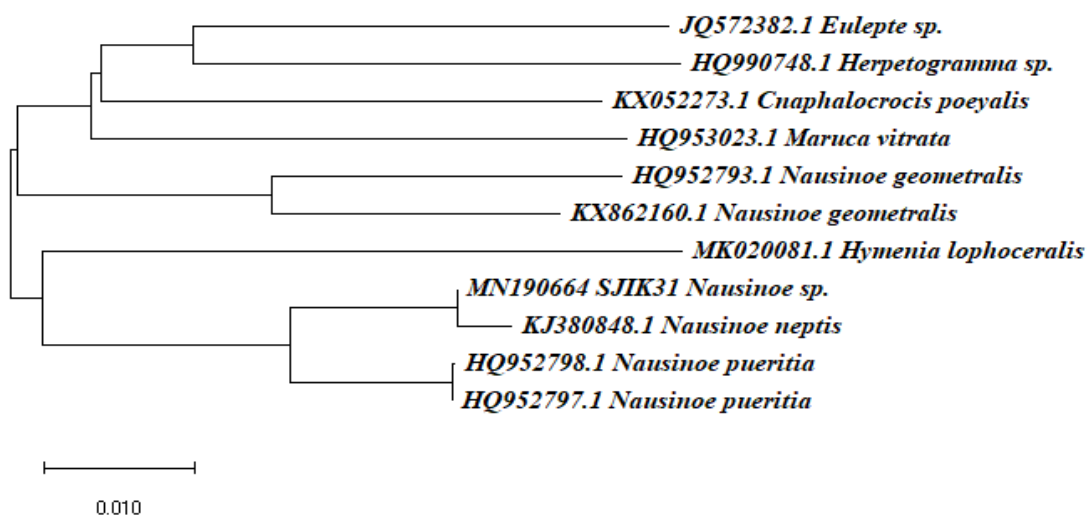 JQ572382.1 Eulepte sp.
HQ990748.1 Herpetogramma sp.
KX052273.1 Cnaphalocrocis poeyalis
HQ953023.1 Maruca vitrata
HQ952793.1 Nausinoe geometralis
KX862160.1 Nausinoe geometralis
MK020081.1 Hymenia lophoceralis
MN190664 SJIK31 Nausinoe sp.
KJ380848.1 Nausinoe neptis
HQ952798.1 Nausinoe pueritia
HQ952797.1 Nausinoe pueritia
0.010